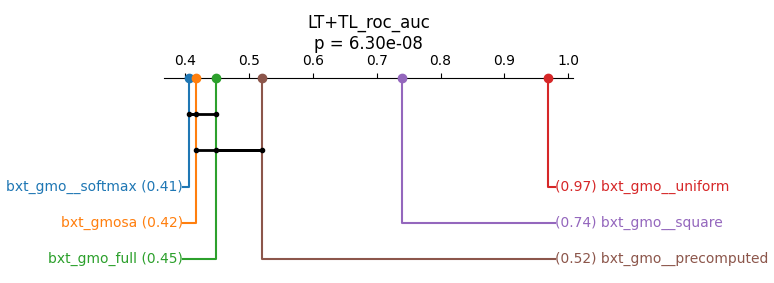 LT+TL_roc_auc
p = 6.30e-08
0.4 0.5 0.6 0.7 0.8 0.9 1.0
bxt_gmo__softmax (0.41) (0.97) bxt_gmo__uniform
bxt_gmosa (0.42) (0.74) bxt_gmo__square
bxt_gmo_full (0.45) (0.52) bxt_gmo__precomputed